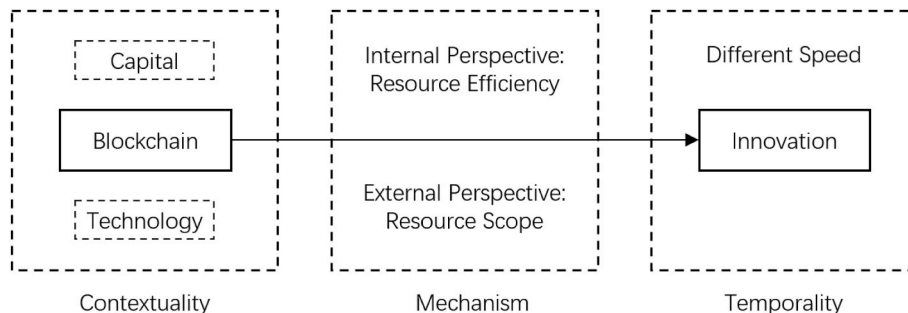 Capital
Blockchain
Technology
Contextuality
Internal Perspective:
Resource Efficiency
External Perspective:
Resource Scope
Mechanism
Different Speed
Innovation
Temporality